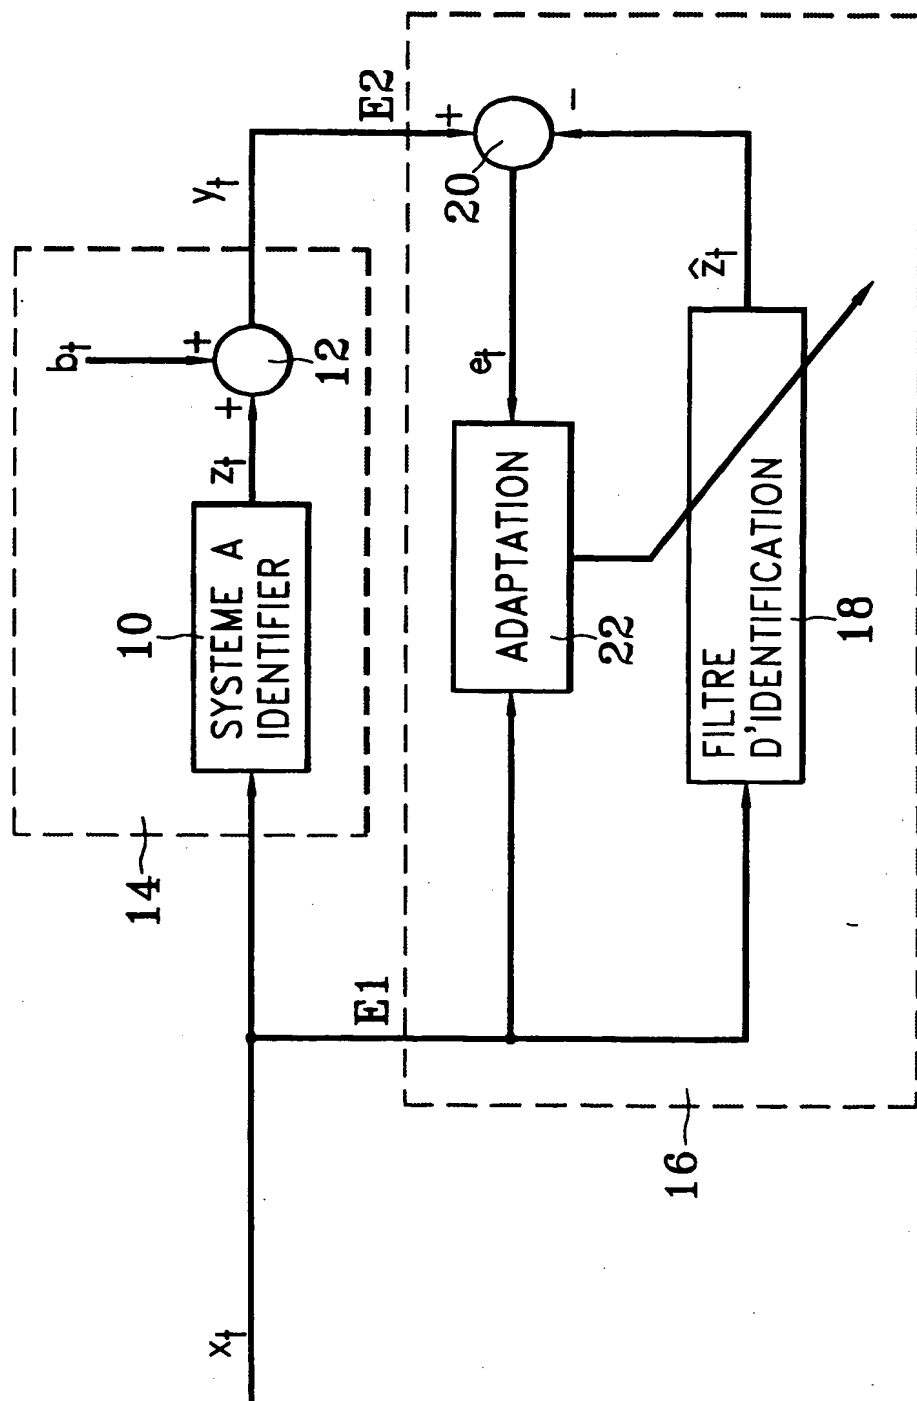 x_t
14
10
SYSTEME A
IDENTIFIER
z_t
+
b_t
+
12
y_t
E1
E2
+
20
-
e_t
ADAPTATION
22
FILTRE
D'IDENTIFICATION
18
ẑ_t
16